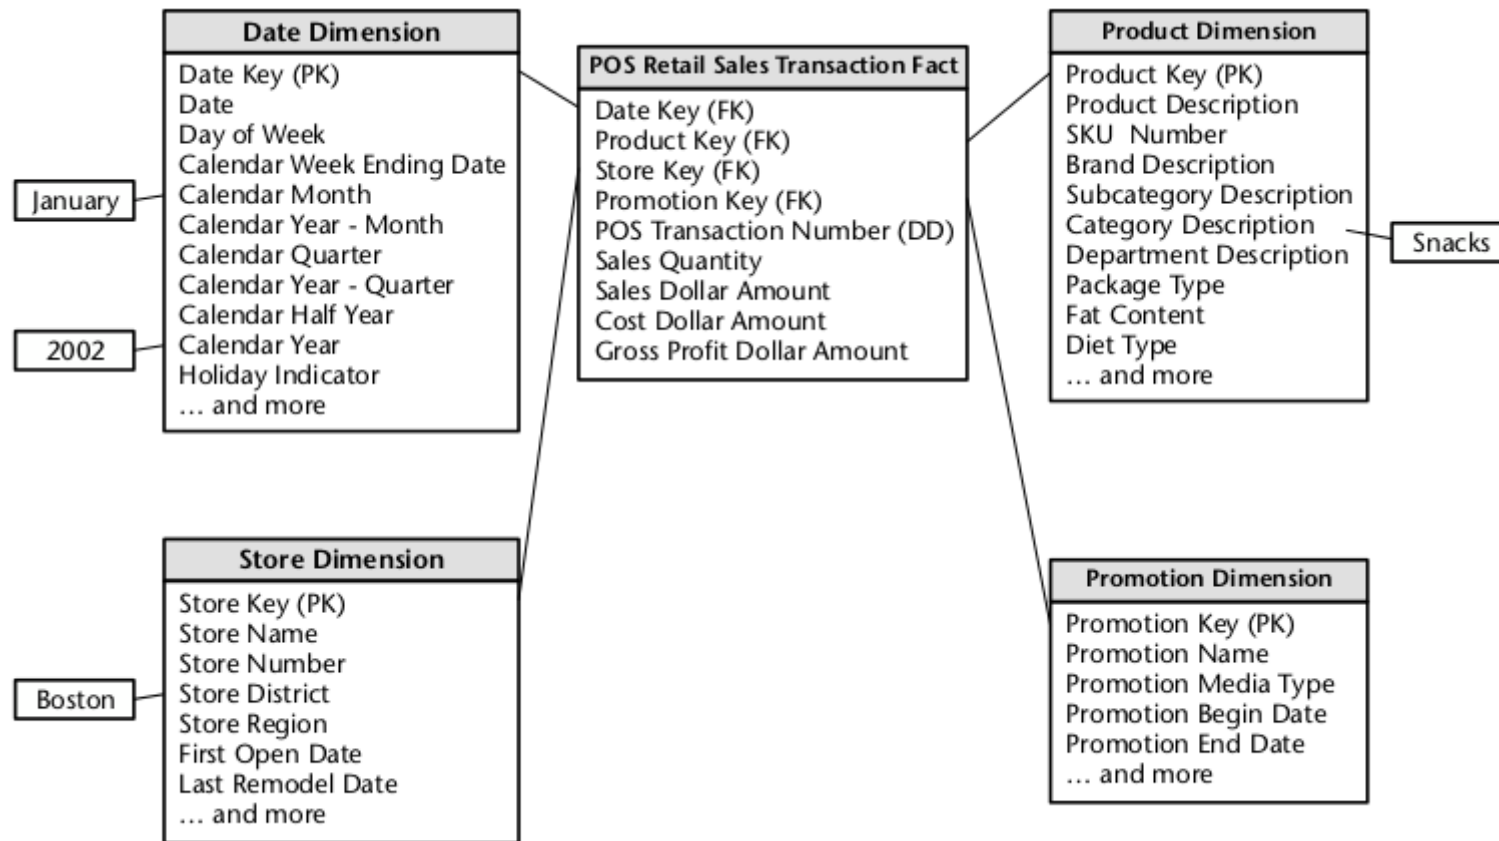 Date Dimension
Date Key (PK)
Date
Day of Week
Calendar Week Ending Date
Calendar Month
Calendar Year - Month
Calendar Quarter
Calendar Year - Quarter
Calendar Half Year
Calendar Year
Holiday Indicator
... and more
January
2002
POS Retail Sales Transaction Fact
Date Key (FK)
Product Key (FK)
Store Key (FK)
Promotion Key (FK)
POS Transaction Number (DD)
Sales Quantity
Sales Dollar Amount
Cost Dollar Amount
Gross Profit Dollar Amount
Product Dimension
Product Key (PK)
Product Description
SKU Number
Brand Description
Subcategory Description
Category Description
Department Description
Package Type
Fat Content
Diet Type
... and more
Snacks
Store Dimension
Store Key (PK)
Store Name
Store Number
Store District
Store Region
First Open Date
Last Remodel Date
... and more
Boston
Promotion Dimension
Promotion Key (PK)
Promotion Name
Promotion Media Type
Promotion Begin Date
Promotion End Date
... and more